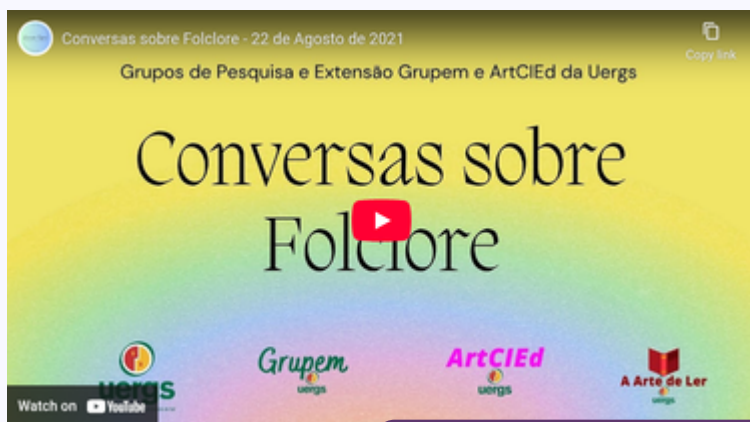 Conversas sobre Folclore - 22 de Agosto de 2021
Copy link
Grupos de Pesquisa e Extensão Grupem e ArtCIEd da Uergs
Conversas sobre
Folclore
uergs
Grupem
uergs
ArtCIEd
uergs
A Arte de Ler
uergs
Watch on YouTube